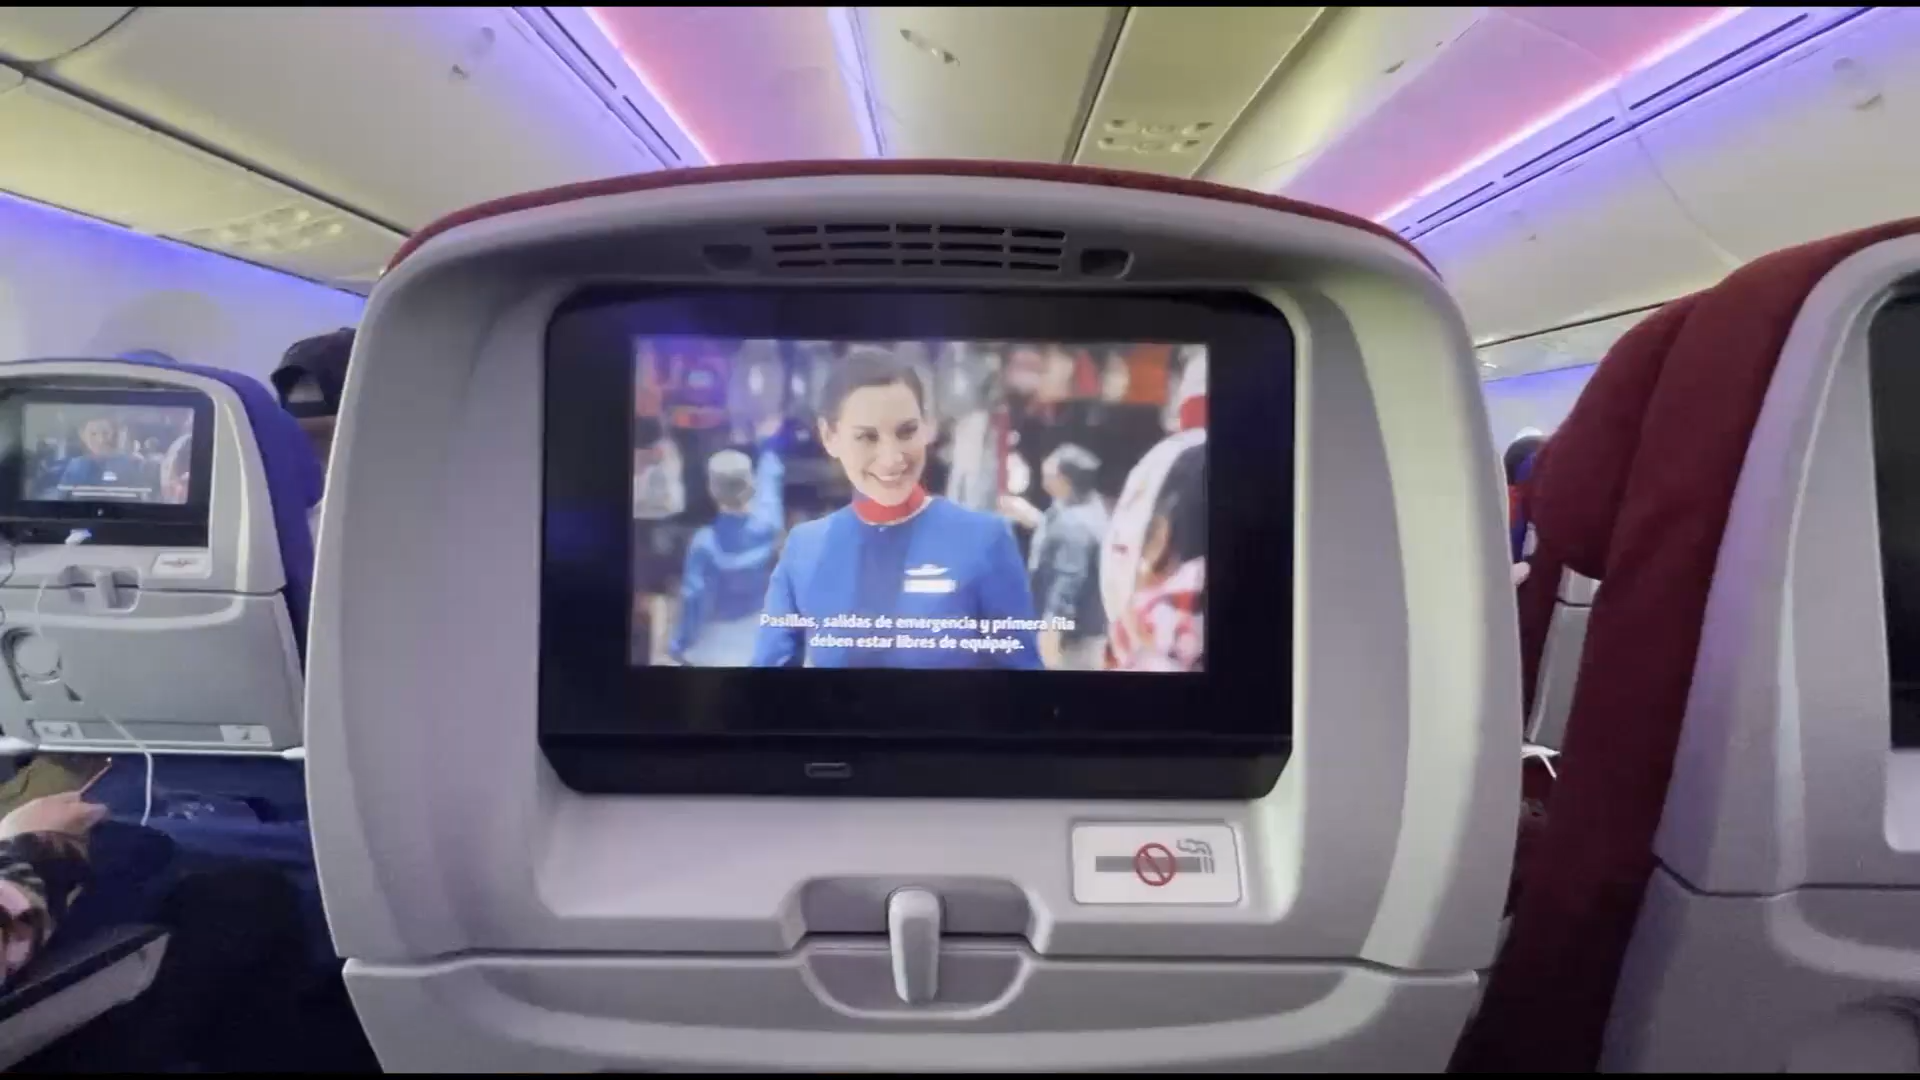 Pasillos, salidas de emergencia y primera fila
deben estar libres de equipaje.